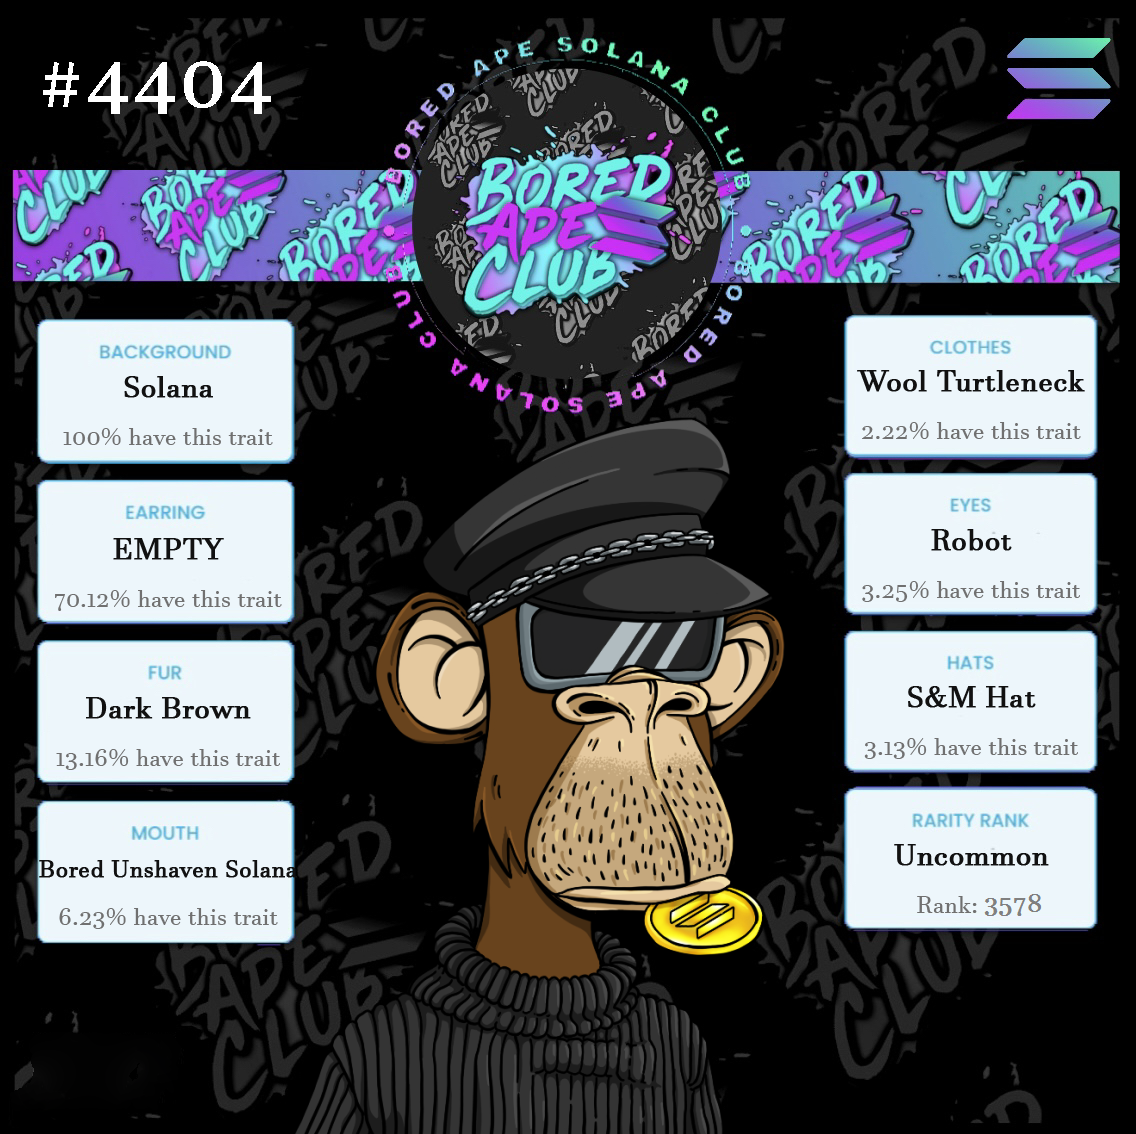 #4404
BORED APE SOLANA CLUB
BORED APE SOLANA CLUB
BORED
APE
CLUB
BACKGROUND
Solana
100% have this trait
EARRING
EMPTY
70.12% have this trait
FUR
Dark Brown
13.16% have this trait
MOUTH
Bored Unshaven Solana
6.23% have this trait
CLOTHES
Wool Turtleneck
2.22% have this trait
EYES
Robot
3.25% have this trait
HATS
S&M Hat
3.13% have this trait
RARITY RANK
Uncommon
Rank: 3578